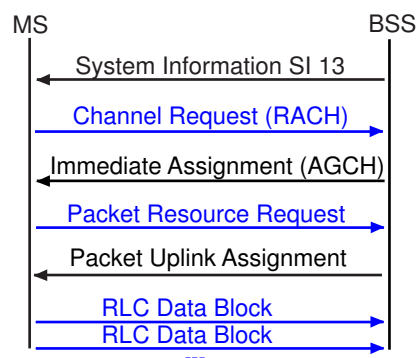 MS BSS
System Information SI 13
Channel Request (RACH)
Immediate Assignment (AGCH)
Packet Resource Request
Packet Uplink Assignment
RLC Data Block
RLC Data Block
...